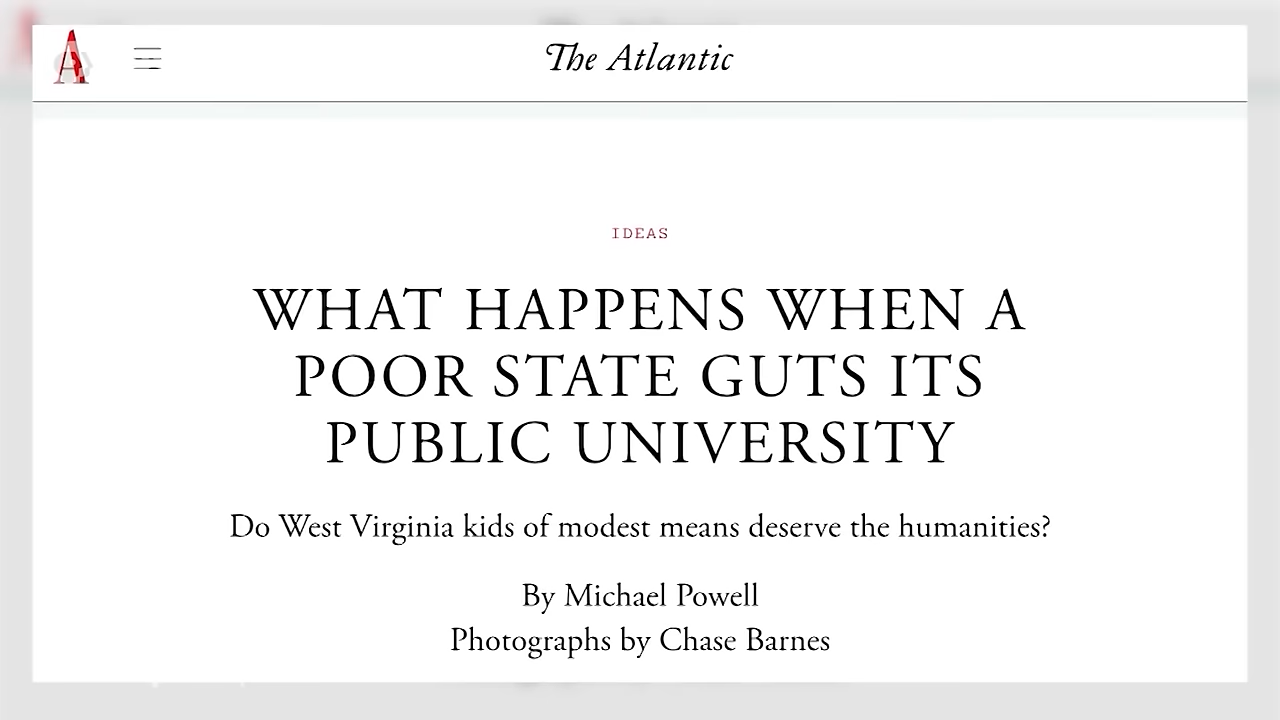 The Atlantic
IDEAS
WHAT HAPPENS WHEN A
POOR STATE GUTS ITS
PUBLIC UNIVERSITY
Do West Virginia kids of modest means deserve the humanities?
By Michael Powell
Photographs by Chase Barnes